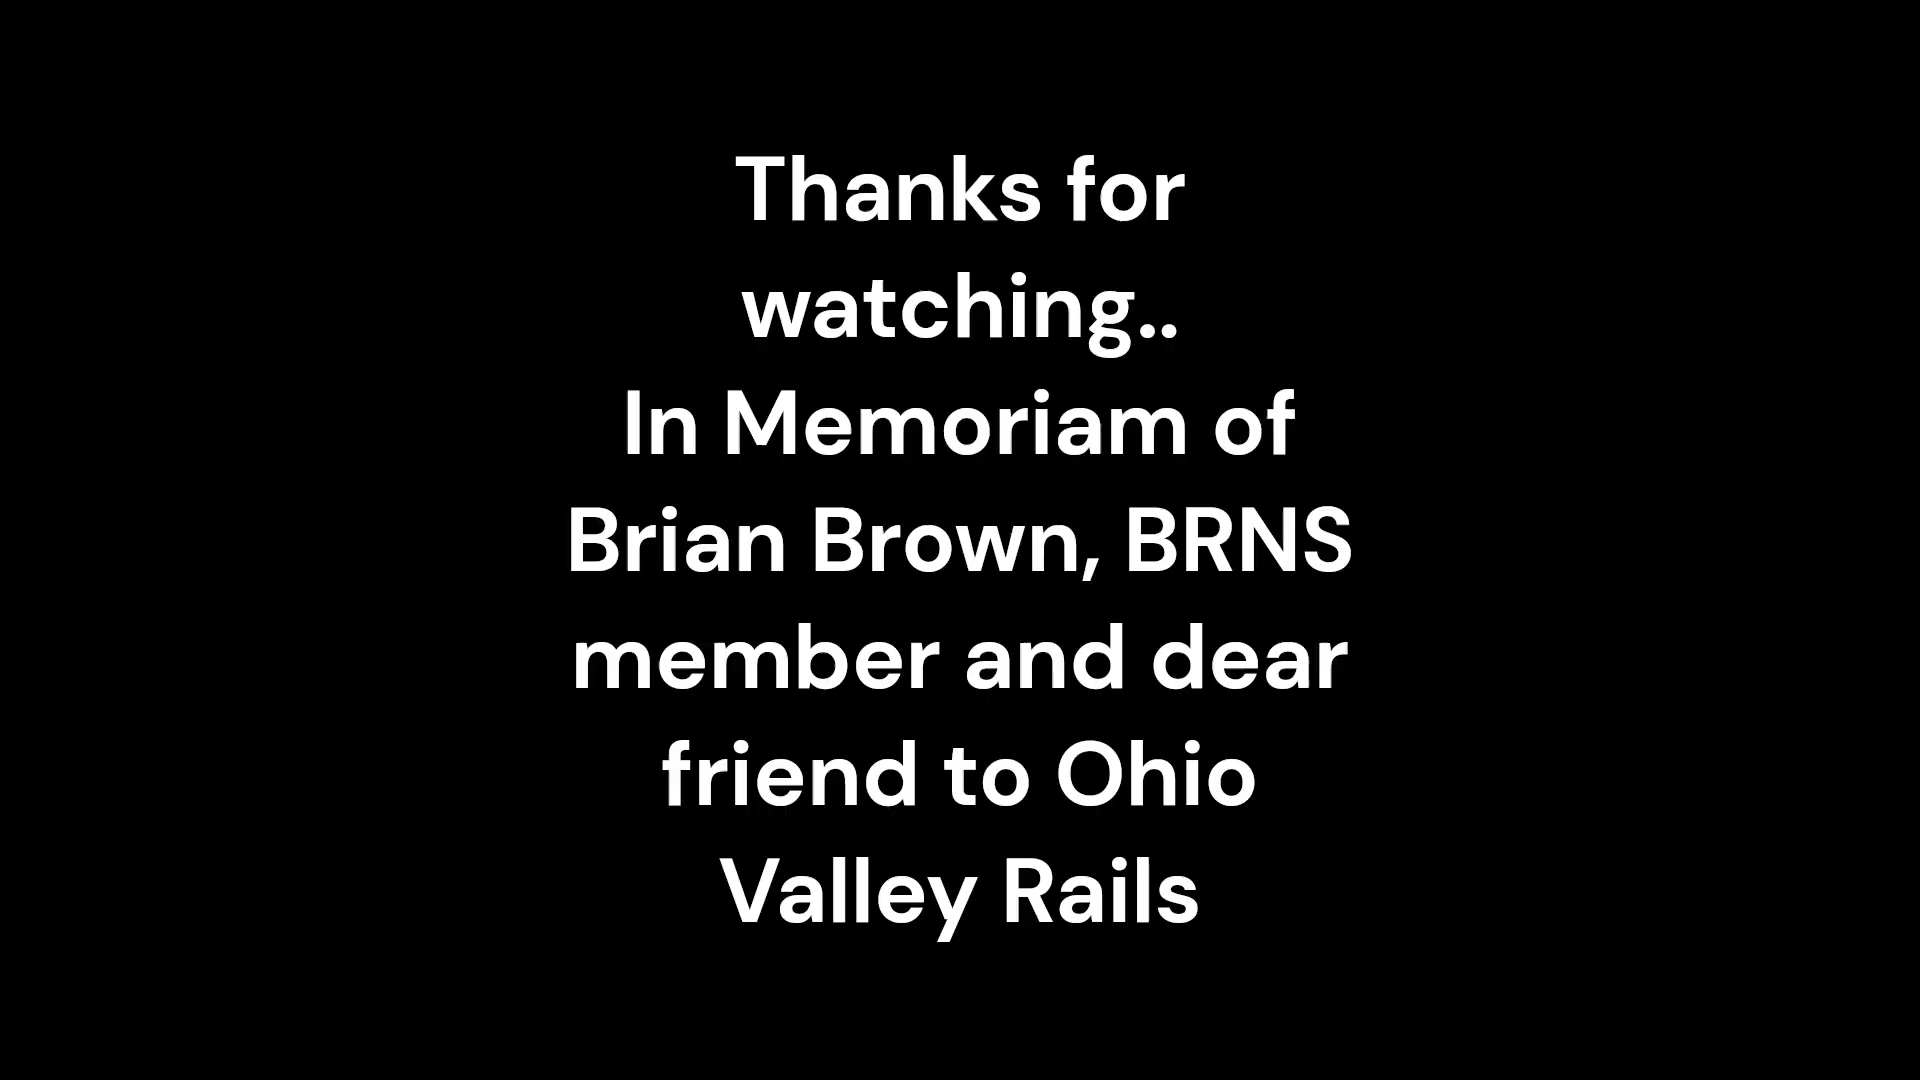 Thanks for
watching..
In Memoriam of
Brian Brown, BRNS
member and dear
friend to Ohio
Valley Rails